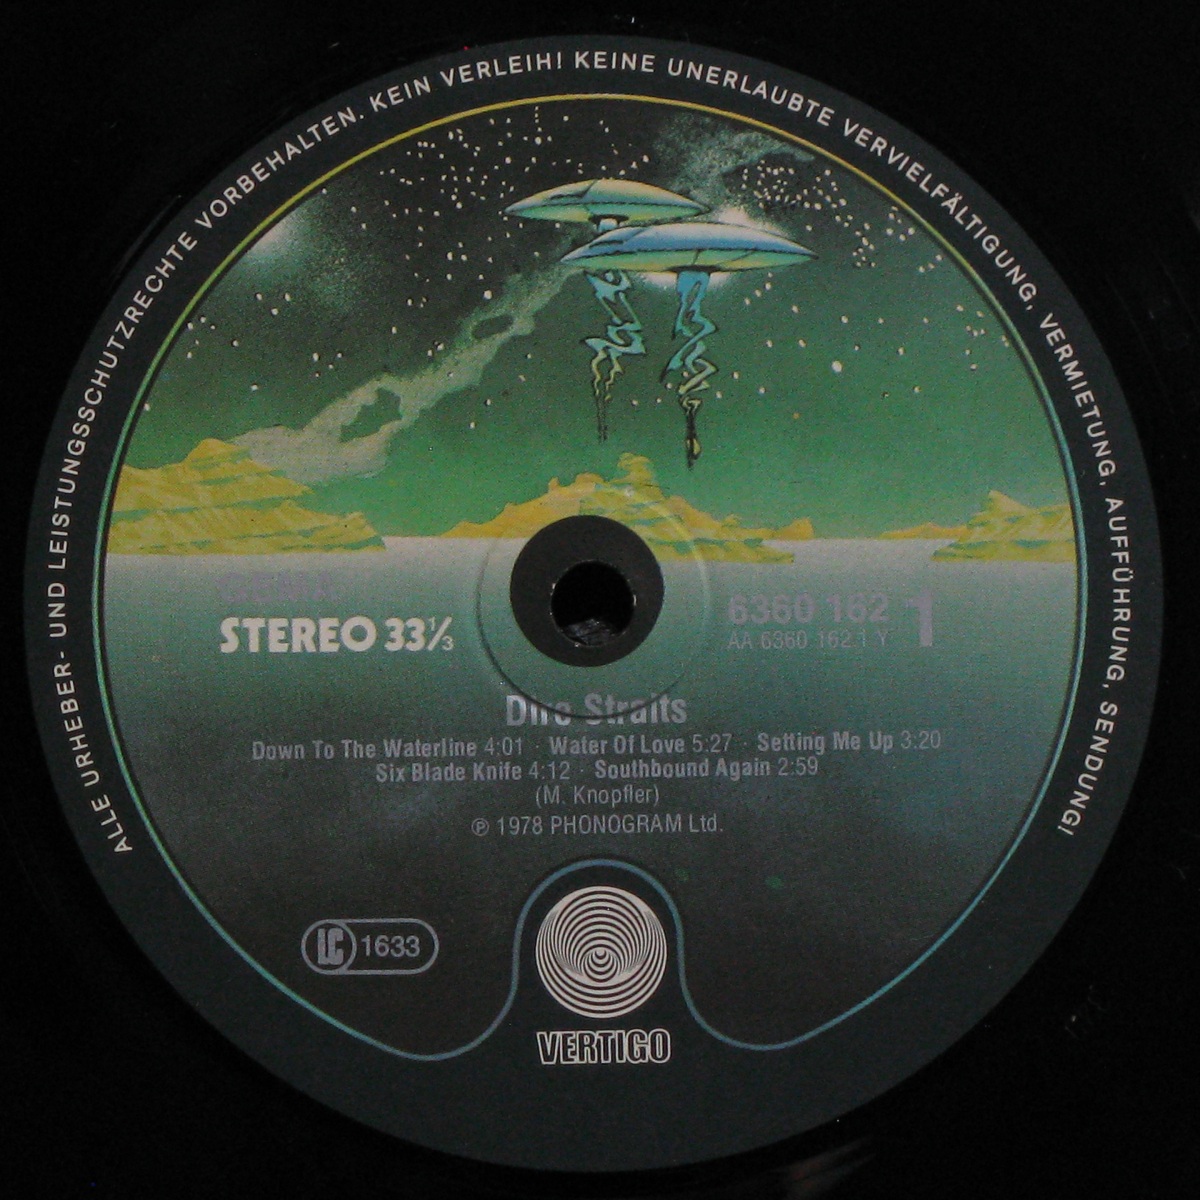 ALLE URHEBER- UND LEISTUNGSSCHUTZRECHTE VORBEHALTEN. KEIN VERLEIH! KEINE UNERLAUBTE VERVIELFÄLTIGUNG, VERMIETUNG, AUFFÜHRUNG, SENDUNG!
GEMA
STEREO 33⅓
6360 162 1
AA 6360 162.1 Y
Dire Straits
Down To The Waterline 4:01 · Water Of Love 5:27 · Setting Me Up 3:20
Six Blade Knife 4:12 · Southbound Again 2:59
(M. Knopfler)
℗ 1978 PHONOGRAM Ltd.
LC 1633
VERTIGO